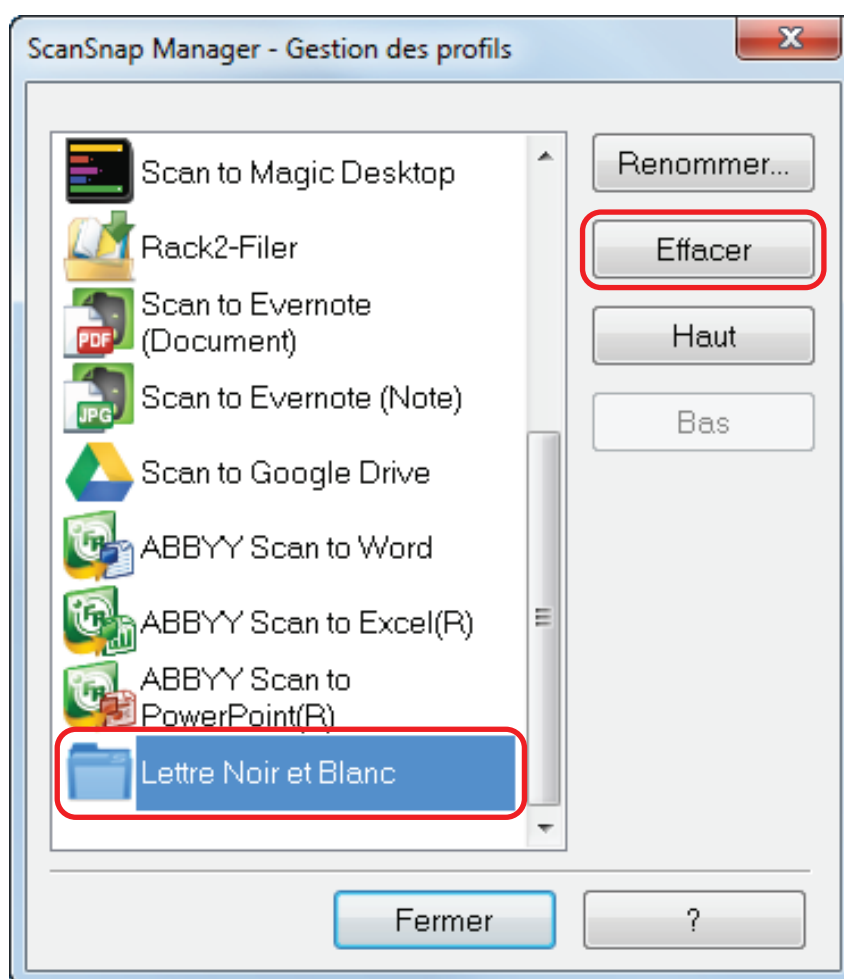 ScanSnap Manager - Gestion des profils
Scan to Magic Desktop
Renommer...
Rack2-Filer
Effacer
Scan to Evernote
(Document)
PDF
Haut
Scan to Evernote (Note)
JPG
Bas
Scan to Google Drive
ABBYY Scan to Word
ABBYY Scan to Excel(R)
ABBYY Scan to
PowerPoint(R)
Lettre Noir et Blanc
Fermer
?